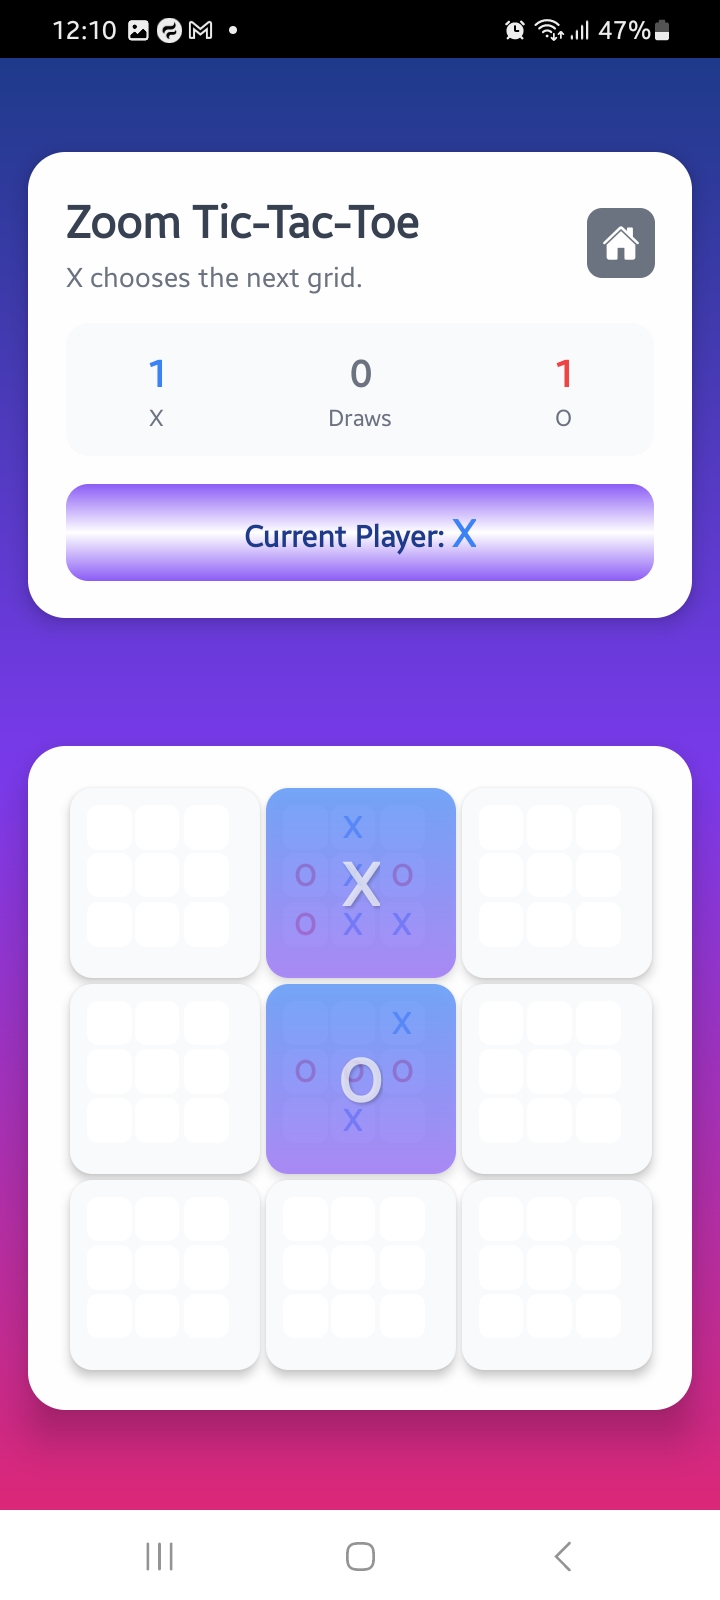 12:10 47%
Zoom Tic-Tac-Toe
X chooses the next grid.
1 0 1
X Draws O
Current Player: X
X
O X O
X
O X X
X
O O O
O
X